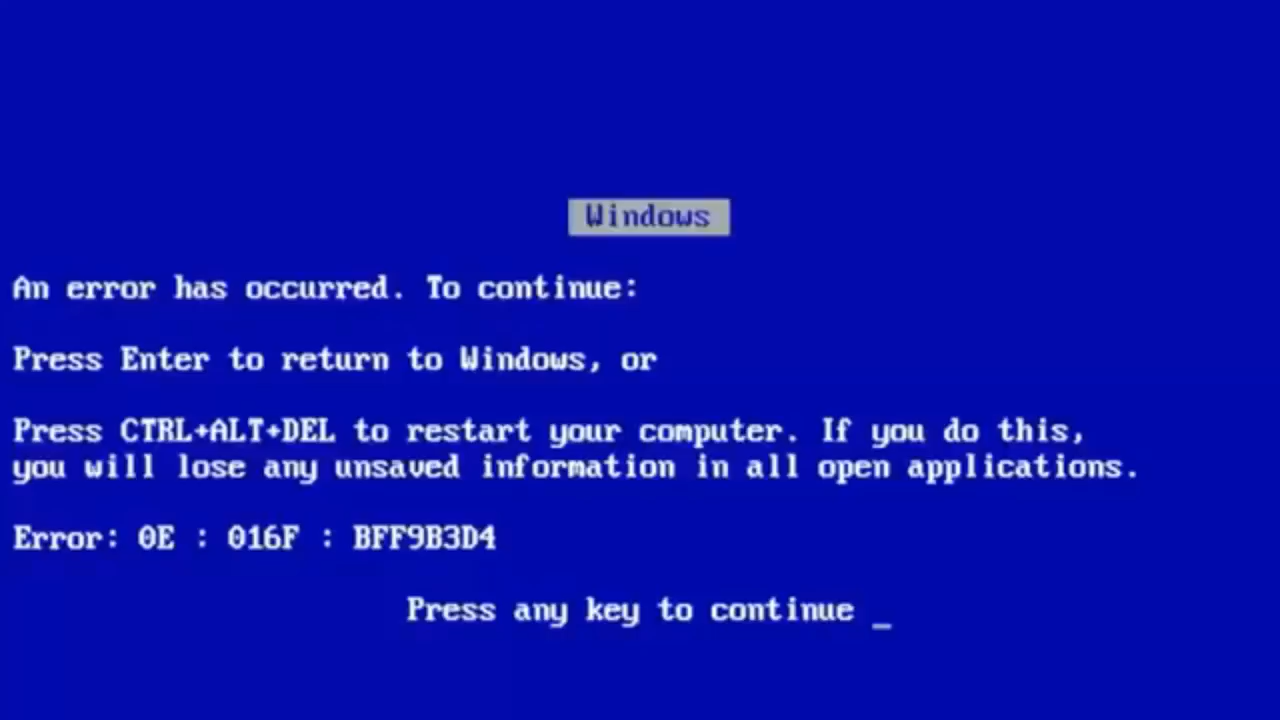 Windows
An error has occurred. To continue:
Press Enter to return to Windows, or
Press CTRL+ALT+DEL to restart your computer. If you do this,
you will lose any unsaved information in all open applications.
Error: 0E : 016F : BFF9B3D4
Press any key to continue _